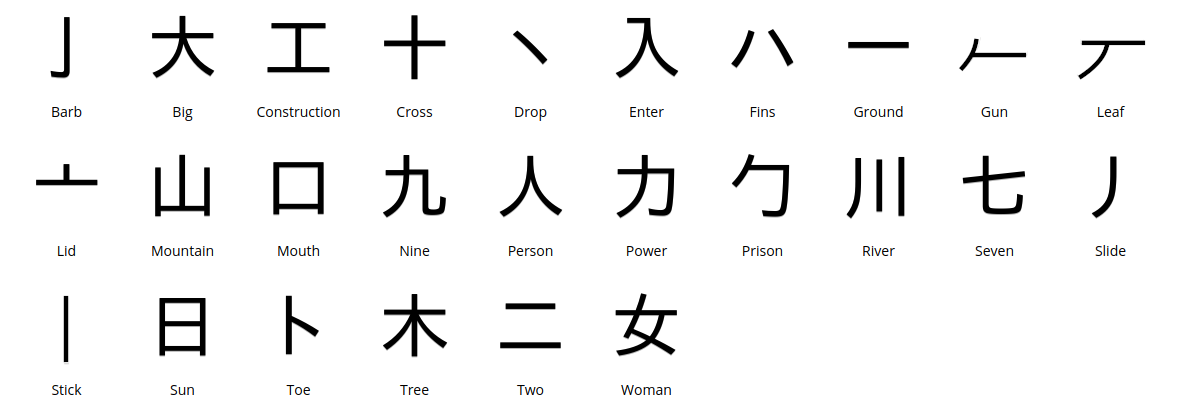 亅 大 工 十 丶 入 ハ 一 𠂉 丆
Barb Big Construction Cross Drop Enter Fins Ground Gun Leaf
亠 山 口 九 人 力 勹 川 七 丿
Lid Mountain Mouth Nine Person Power Prison River Seven Slide
丨 日 ト 木 二 女
Stick Sun Toe Tree Two Woman